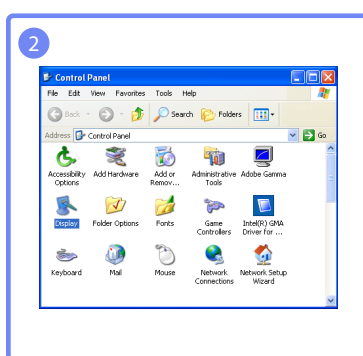 2
Control Panel
File Edit View Favorites Tools Help
Back Search Folders
Address Control Panel Go
Accessibility Options
Add Hardware
Add or Remov...
Administrative Tools
Adobe Gamma
Display
Folder Options
Fonts
Game Controllers
Intel(R) GMA Driver for ...
Keyboard
Mail
Mouse
Network Connections
Network Setup Wizard